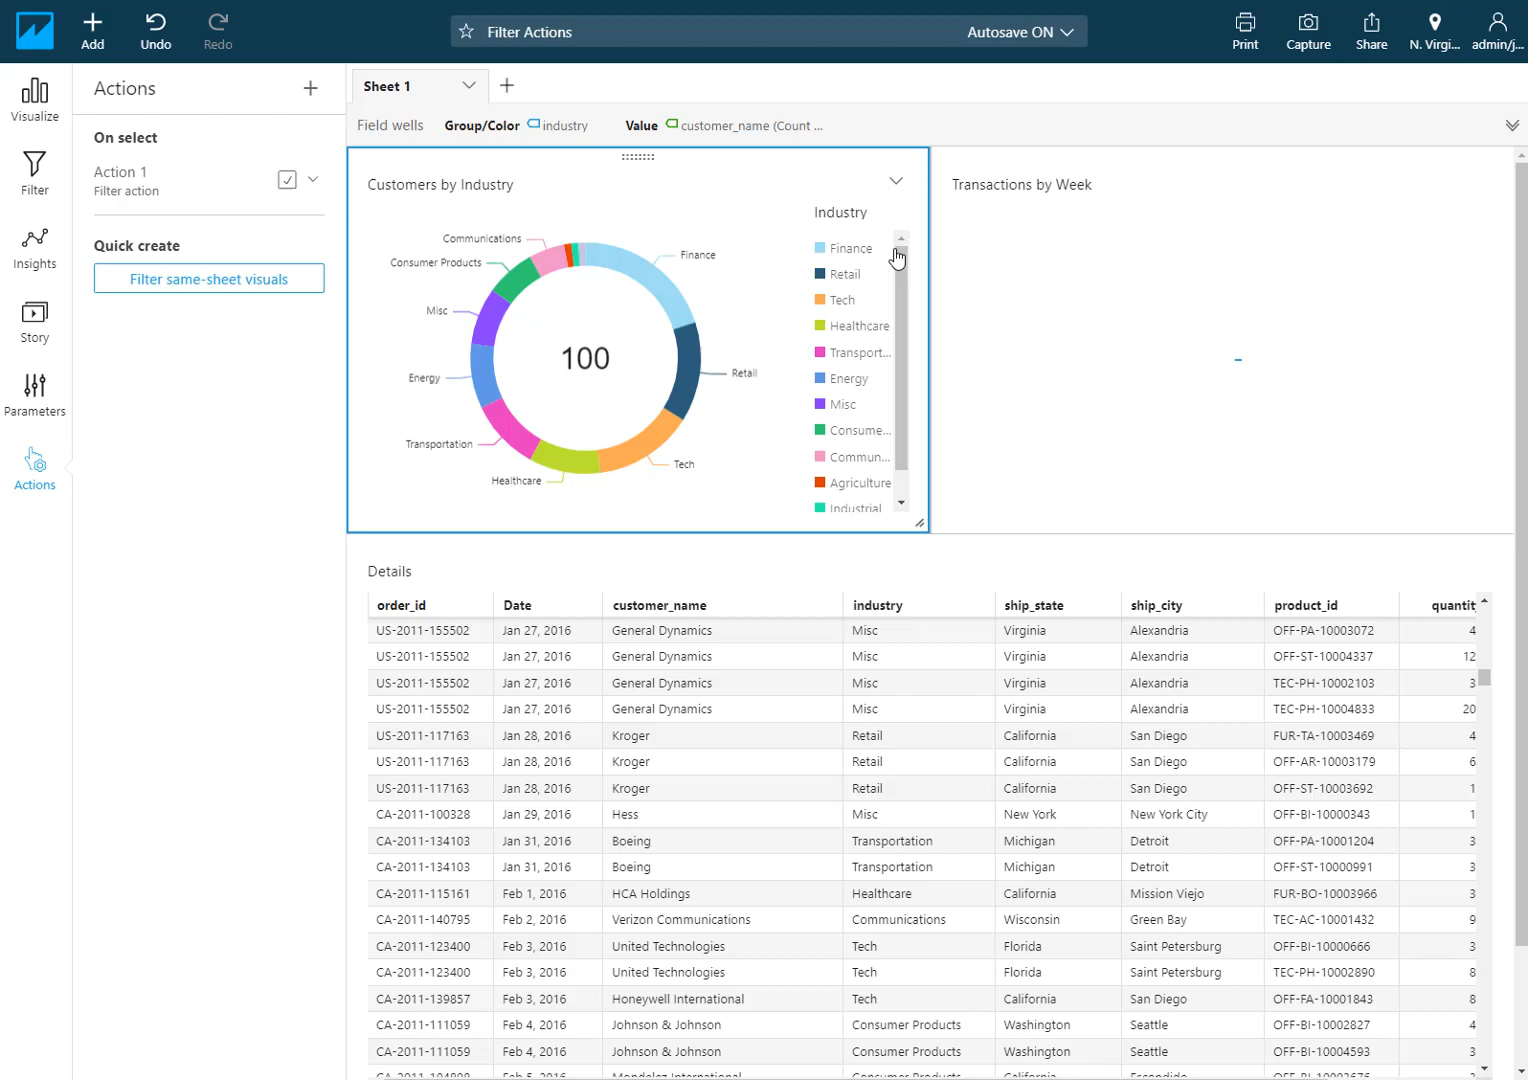 Add
Undo
Redo
Filter Actions
Autosave ON
Print
Capture
Share
N. Virgi...
admin/j...
Visualize
Filter
Insights
Story
Parameters
Actions
Actions
On select
Action 1
Filter action
Quick create
Filter same-sheet visuals
Sheet 1
Field wells Group/Color industry Value customer_name (Count ...
Customers by Industry
Communications
Consumer Products
Misc
Energy
Transportation
Healthcare
Finance
Retail
Tech
100
Industry
Finance
Retail
Tech
Healthcare
Transport...
Energy
Misc
Consume...
Commun...
Agriculture
Industrial
Transactions by Week
Details
order_id Date customer_name industry ship_state ship_city product_id quantit
US-2011-155502 Jan 27, 2016 General Dynamics Misc Virginia Alexandria OFF-PA-10003072 4
US-2011-155502 Jan 27, 2016 General Dynamics Misc Virginia Alexandria OFF-ST-10004337 12
US-2011-155502 Jan 27, 2016 General Dynamics Misc Virginia Alexandria TEC-PH-10002103 3
US-2011-155502 Jan 27, 2016 General Dynamics Misc Virginia Alexandria TEC-PH-10004833 20
US-2011-117163 Jan 28, 2016 Kroger Retail California San Diego FUR-TA-10003469 4
US-2011-117163 Jan 28, 2016 Kroger Retail California San Diego OFF-AR-10003179 6
US-2011-117163 Jan 28, 2016 Kroger Retail California San Diego OFF-ST-10003692 1
CA-2011-100328 Jan 29, 2016 Hess Misc New York New York City OFF-BI-10000343 1
CA-2011-134103 Jan 31, 2016 Boeing Transportation Michigan Detroit OFF-PA-10001204 3
CA-2011-134103 Jan 31, 2016 Boeing Transportation Michigan Detroit OFF-ST-10000991 3
CA-2011-115161 Feb 1, 2016 HCA Holdings Healthcare California Mission Viejo FUR-BO-10003966 3
CA-2011-140795 Feb 2, 2016 Verizon Communications Communications Wisconsin Green Bay TEC-AC-10001432 9
CA-2011-123400 Feb 3, 2016 United Technologies Tech Florida Saint Petersburg OFF-BI-10000666 3
CA-2011-123400 Feb 3, 2016 United Technologies Tech Florida Saint Petersburg TEC-PH-10002890 8
CA-2011-139857 Feb 3, 2016 Honeywell International Tech California San Diego OFF-FA-10001843 8
CA-2011-111059 Feb 4, 2016 Johnson & Johnson Consumer Products Washington Seattle OFF-BI-10002827 4
CA-2011-111059 Feb 4, 2016 Johnson & Johnson Consumer Products Washington Seattle OFF-BI-10004593 3